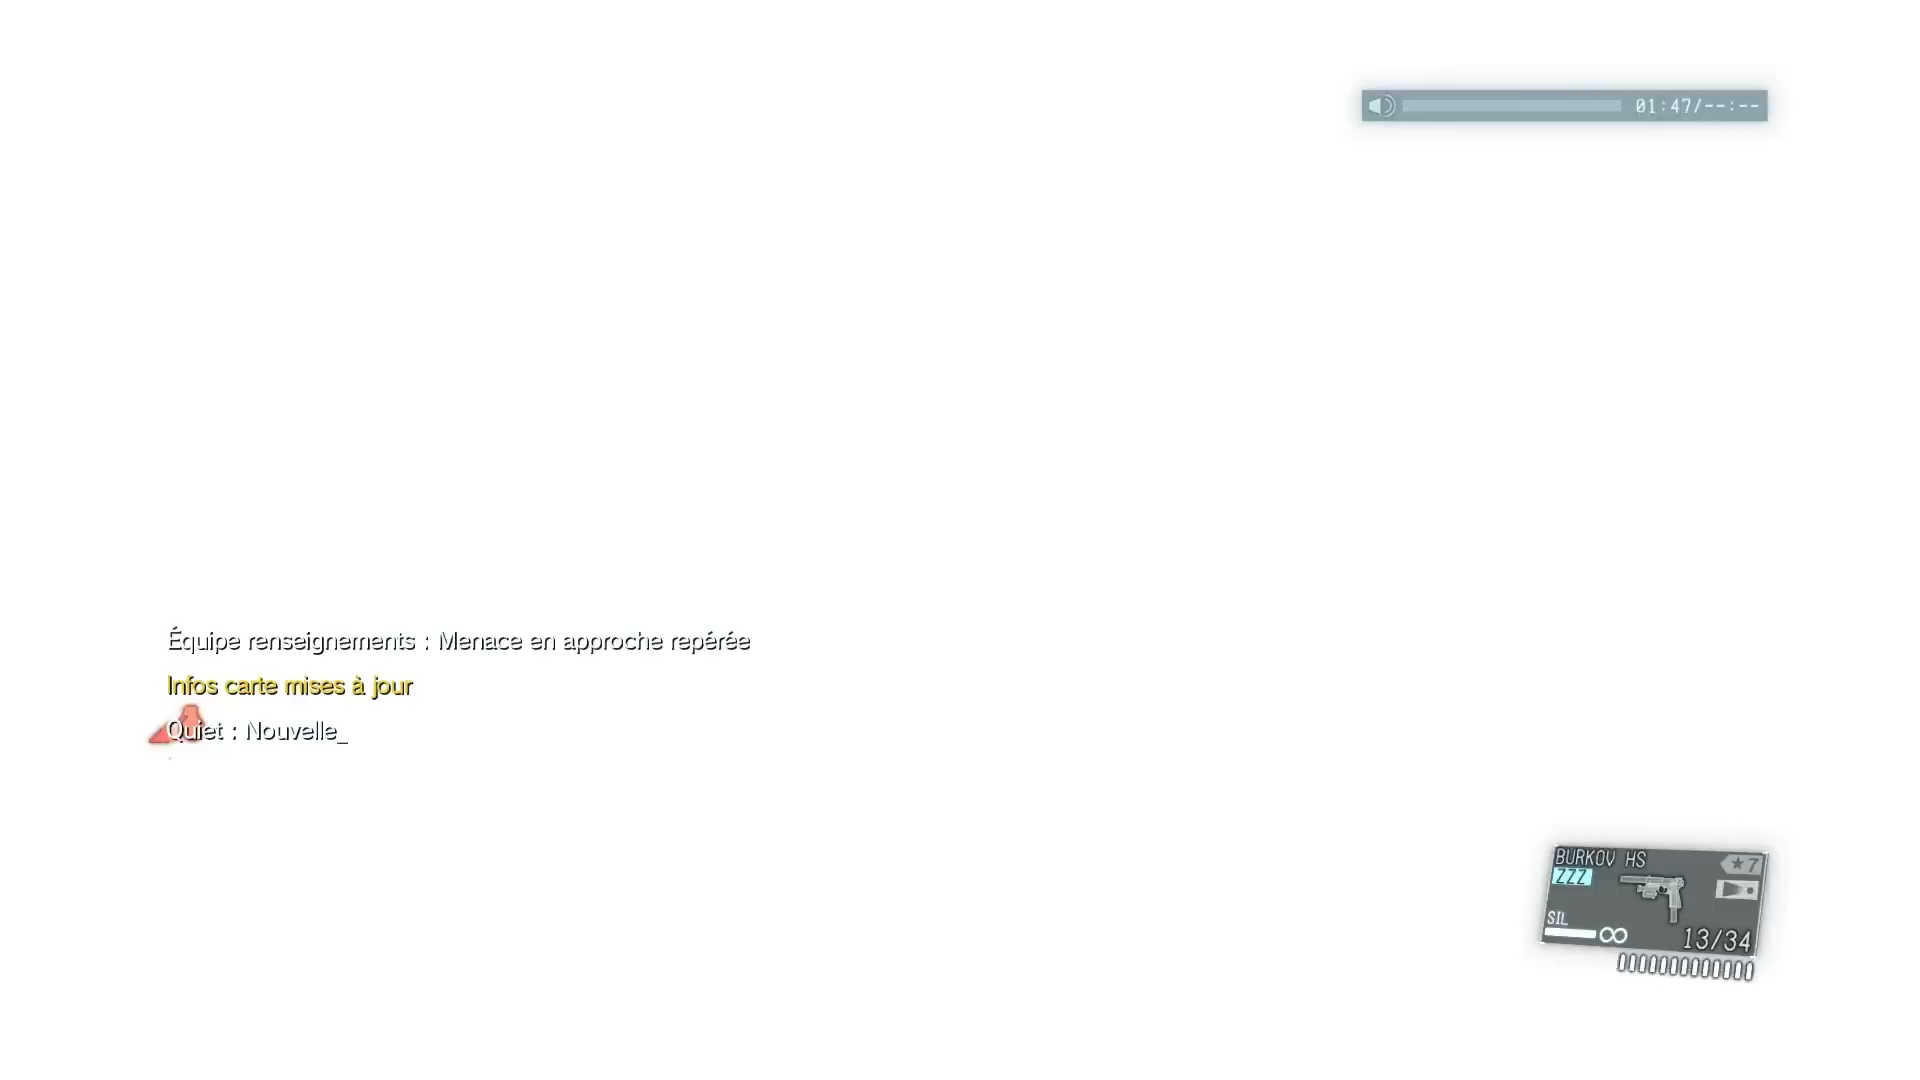 01:47/--:--
Équipe renseignements : Menace en approche repérée
Infos carte mises à jour
Quiet : Nouvelle_
BURKOV HS
★7
ZZZ
SIL
∞
13/34